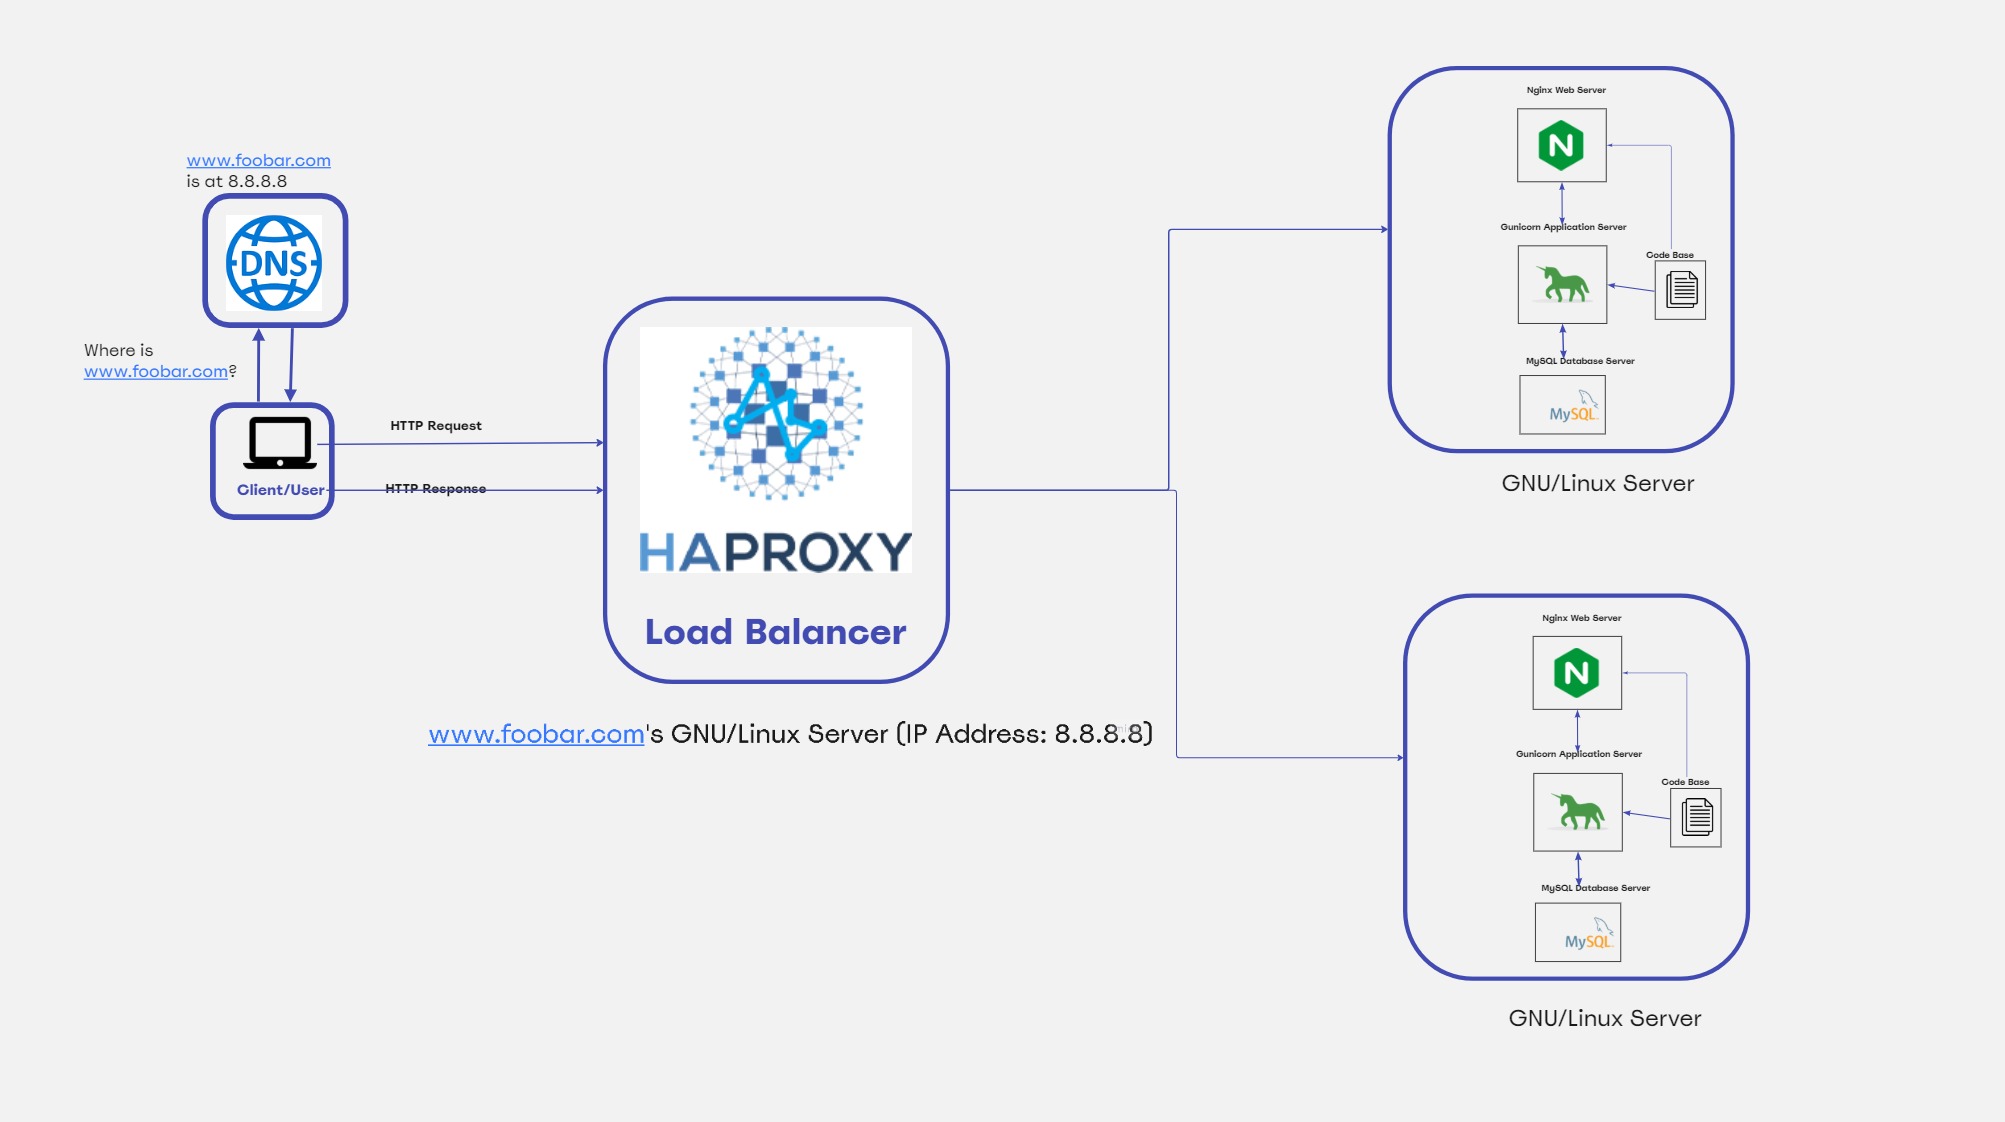 www.foobar.com
is at 8.8.8.8
DNS
Where is
www.foobar.com?
Client/User
HTTP Request
HTTP Response
HAPROXY
Load Balancer
www.foobar.com's GNU/Linux Server (IP Address: 8.8.8.8)
Nginx Web Server
N
Gunicorn Application Server
Code Base
MySQL Database Server
MySQL
GNU/Linux Server
Nginx Web Server
N
Gunicorn Application Server
Code Base
MySQL Database Server
MySQL
GNU/Linux Server